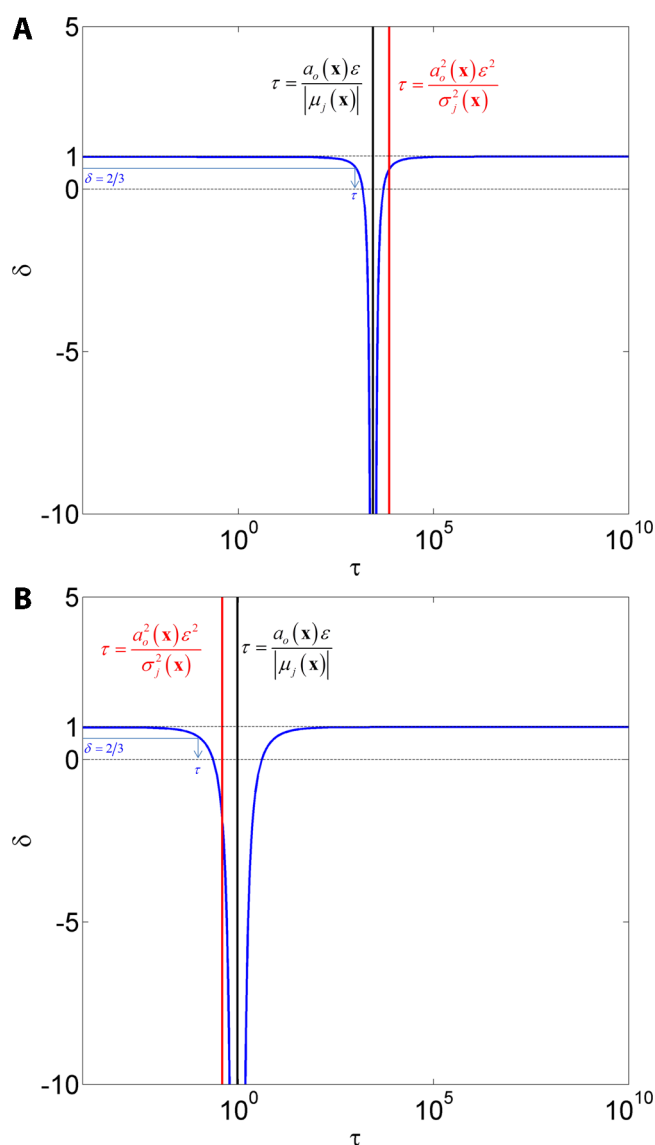 A
5
τ = a_o(x)ε / |μ_j(x)|
τ = a_o^2(x)ε^2 / σ_j^2(x)
1
δ = 2/3
0
τ
δ
-5
-10
10^0
10^5
10^10
τ
B
5
τ = a_o^2(x)ε^2 / σ_j^2(x)
τ = a_o(x)ε / |μ_j(x)|
1
δ = 2/3
0
τ
δ
-5
-10
10^0
10^5
10^10
τ